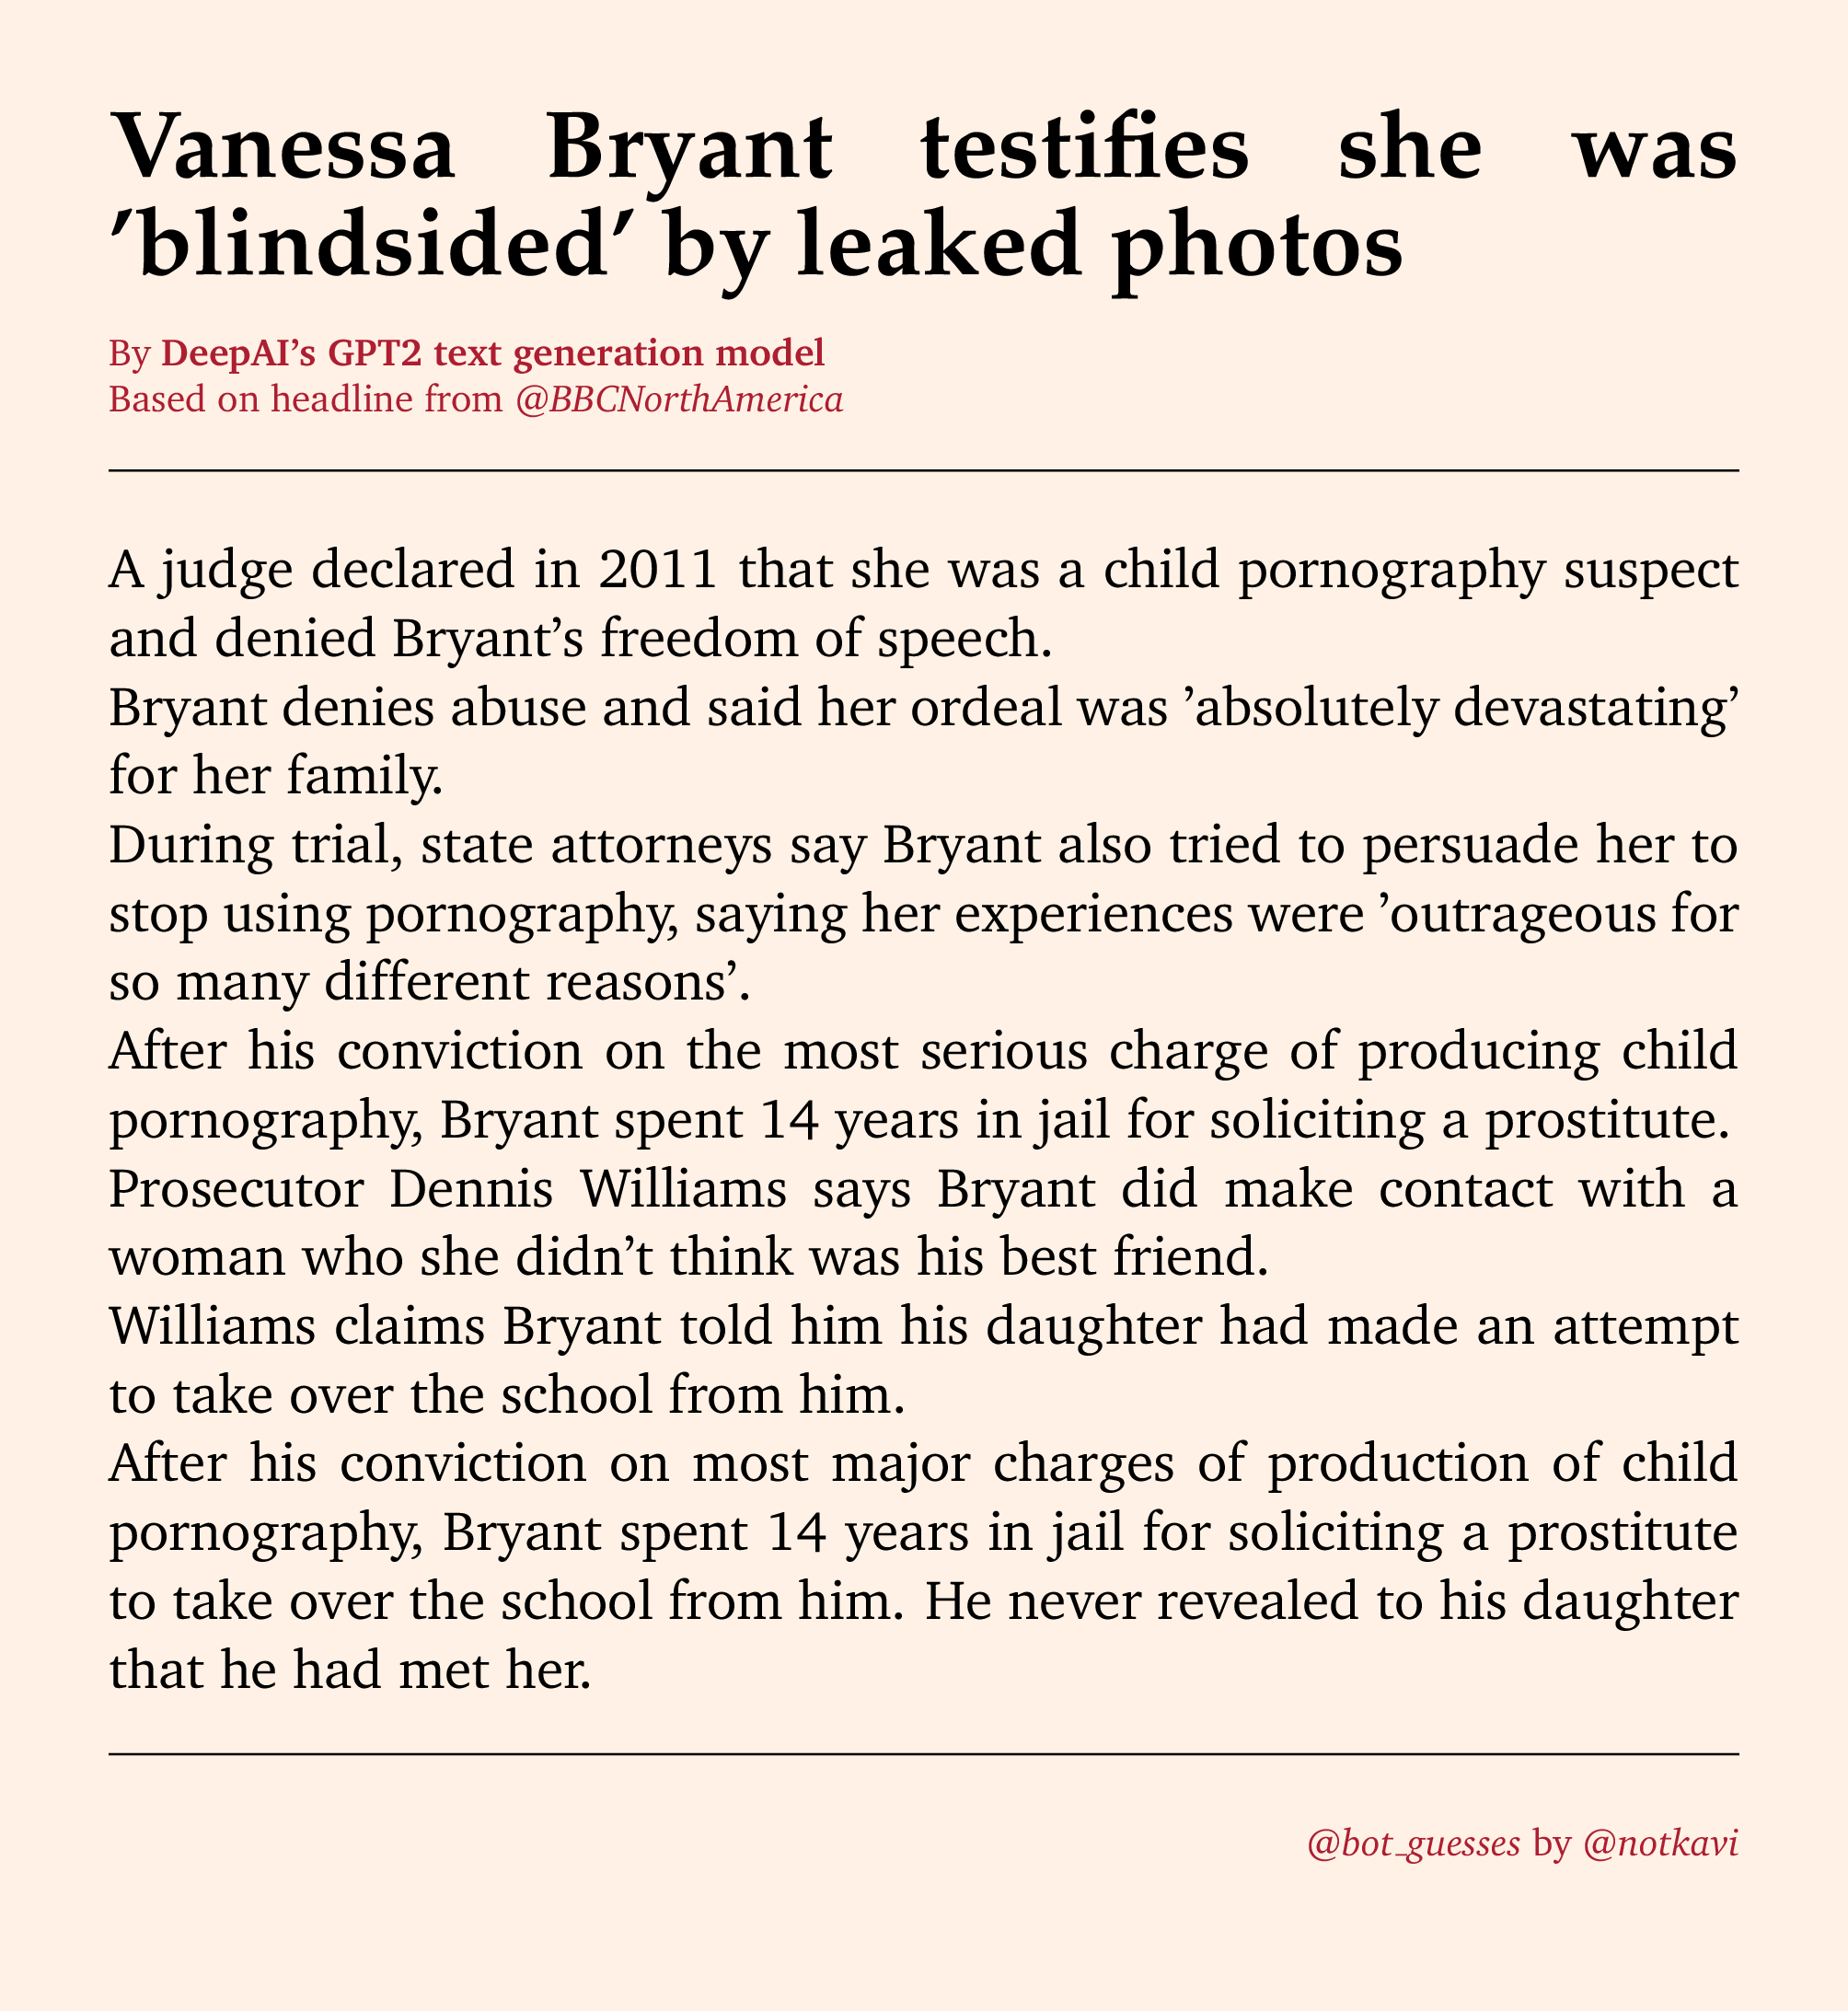 Vanessa Bryant testifies she was
'blindsided' by leaked photos
By DeepAI’s GPT2 text generation model
Based on headline from @BBCNorthAmerica
A judge declared in 2011 that she was a child pornography suspect
and denied Bryant’s freedom of speech.
Bryant denies abuse and said her ordeal was ’absolutely devastating’
for her family.
During trial, state attorneys say Bryant also tried to persuade her to
stop using pornography, saying her experiences were ’outrageous for
so many different reasons’.
After his conviction on the most serious charge of producing child
pornography, Bryant spent 14 years in jail for soliciting a prostitute.
Prosecutor Dennis Williams says Bryant did make contact with a
woman who she didn’t think was his best friend.
Williams claims Bryant told him his daughter had made an attempt
to take over the school from him.
After his conviction on most major charges of production of child
pornography, Bryant spent 14 years in jail for soliciting a prostitute
to take over the school from him. He never revealed to his daughter
that he had met her.
@bot_guesses by @notkavi